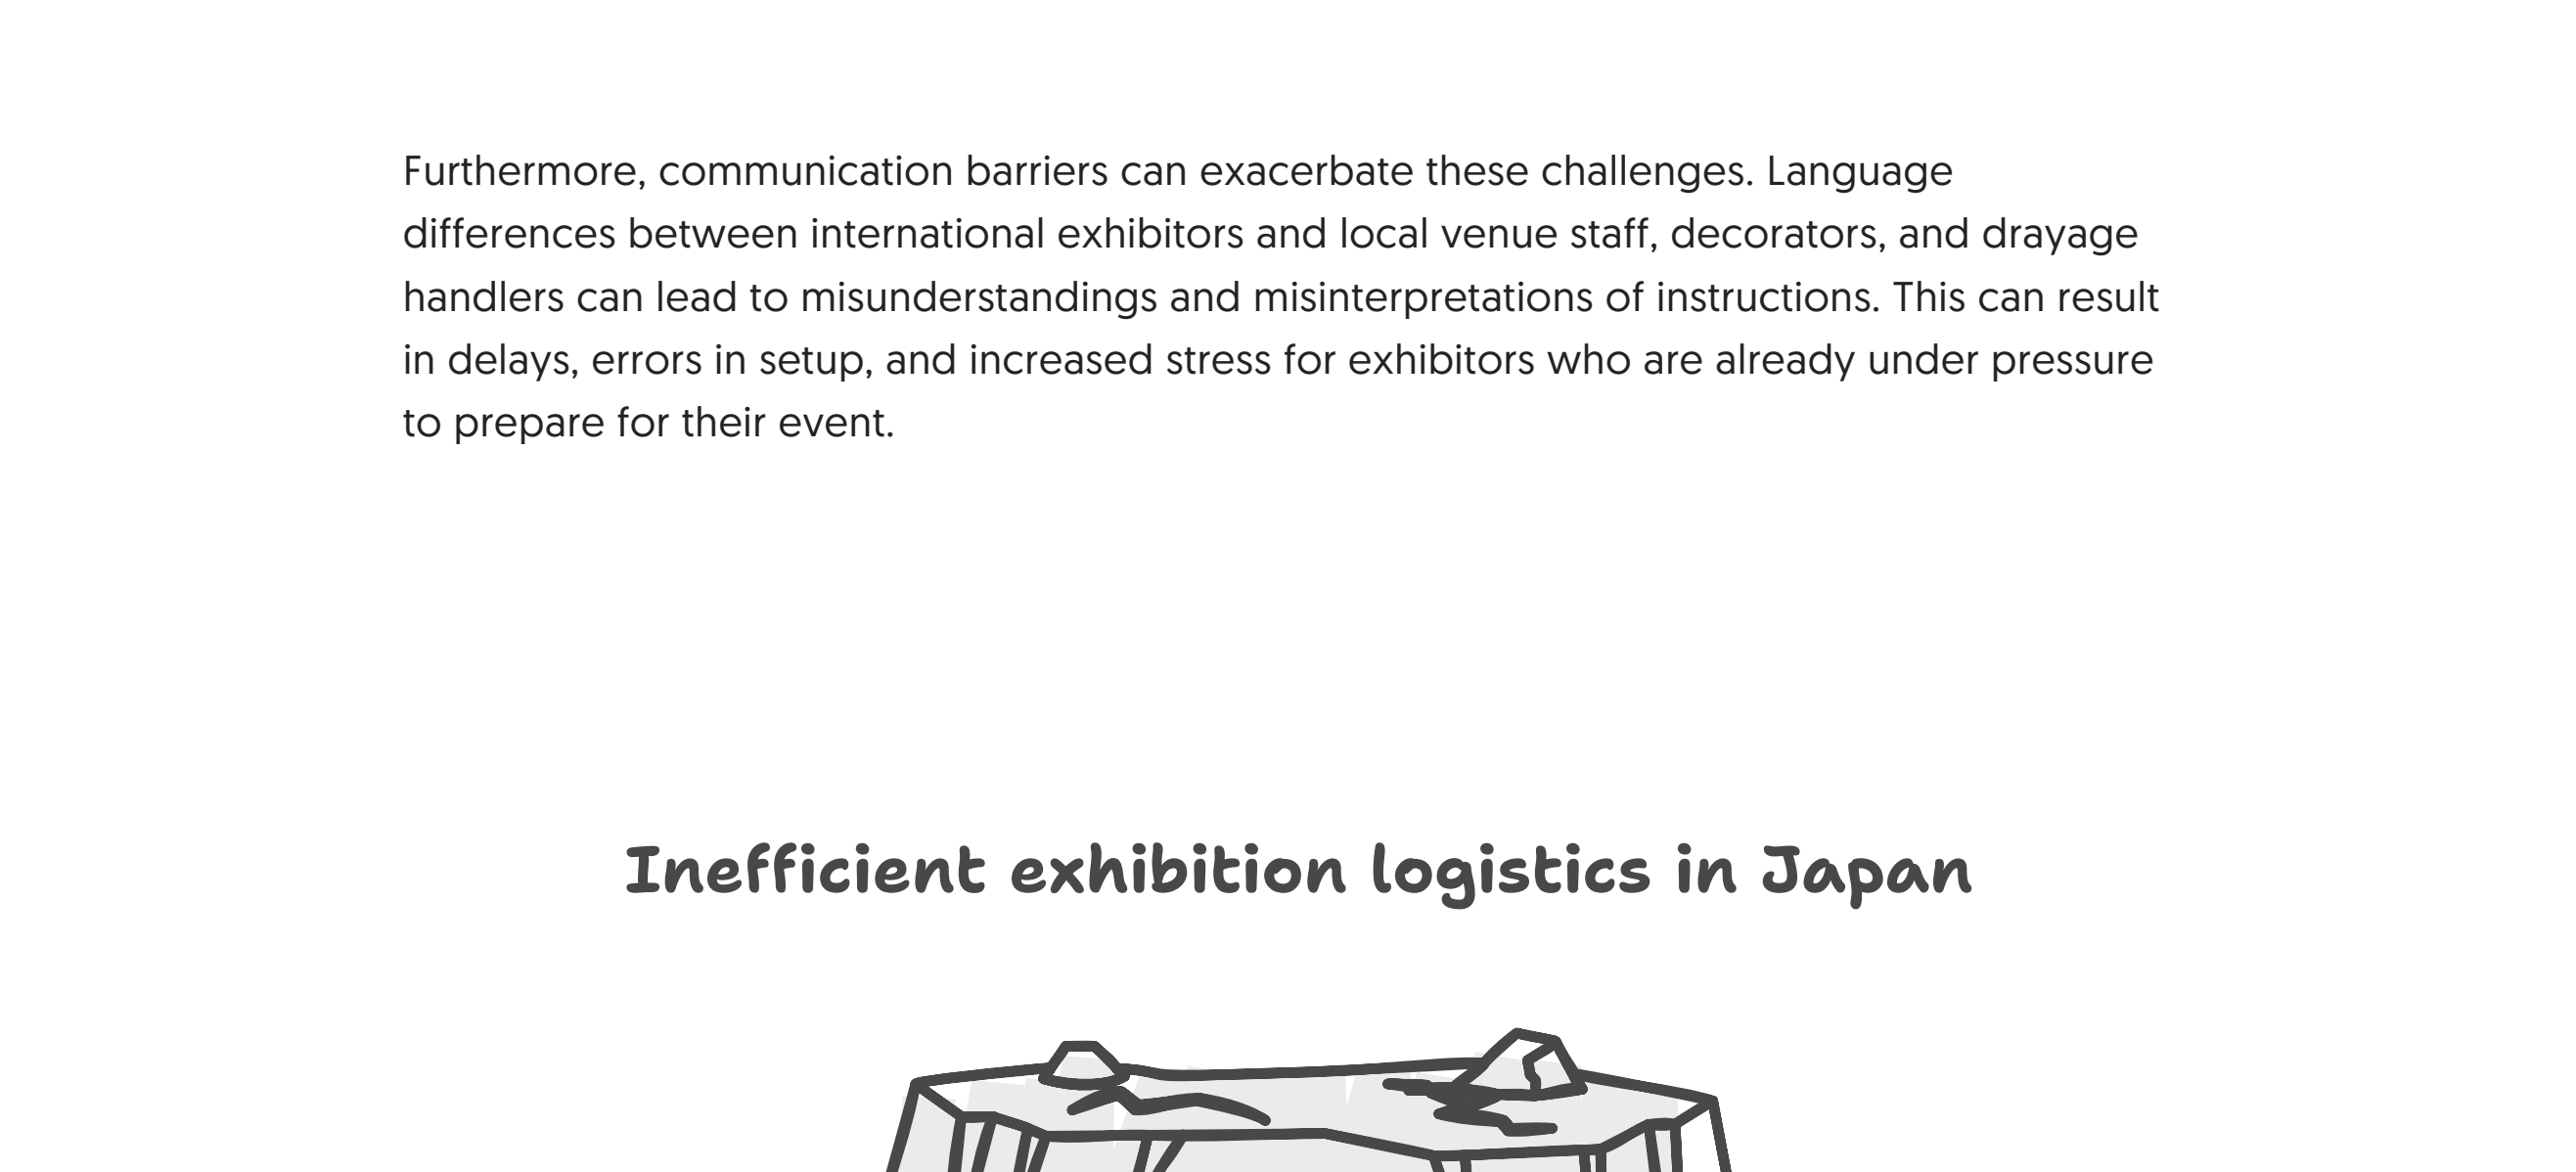 Furthermore, communication barriers can exacerbate these challenges. Language
differences between international exhibitors and local venue staff, decorators, and drayage
handlers can lead to misunderstandings and misinterpretations of instructions. This can result
in delays, errors in setup, and increased stress for exhibitors who are already under pressure
to prepare for their event.
Inefficient exhibition logistics in Japan